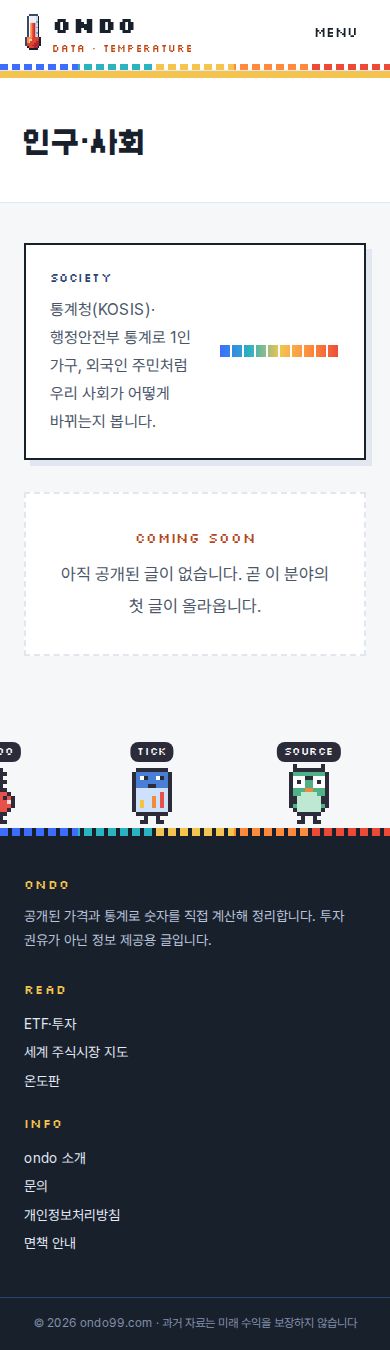 ONDO
DATA · TEMPERATURE
MENU
인구·사회
SOCIETY
통계청(KOSIS)·
행정안전부 통계로 1인
가구, 외국인 주민처럼
우리 사회가 어떻게
바뀌는지 봅니다.
COMING SOON
아직 공개된 글이 없습니다. 곧 이 분야의
첫 글이 올라옵니다.
TICK
SOURCE
ONDO
공개된 가격과 통계로 숫자를 직접 계산해 정리합니다. 투자
권유가 아닌 정보 제공용 글입니다.
READ
ETF·투자
세계 주식시장 지도
온도판
INFO
ondo 소개
문의
개인정보처리방침
면책 안내
© 2026 ondo99.com · 과거 자료는 미래 수익을 보장하지 않습니다